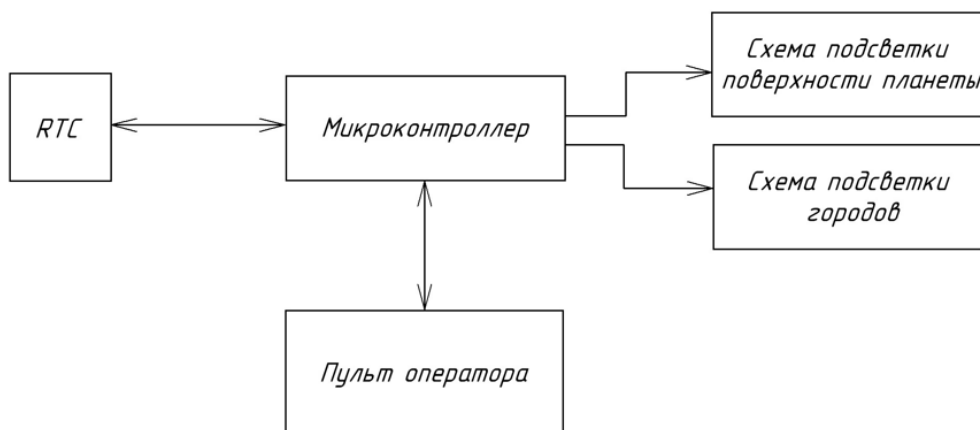 Схема подсветки
поверхности планеты
RTC
Микроконтроллер
Схема подсветки
городов
Пульт оператора